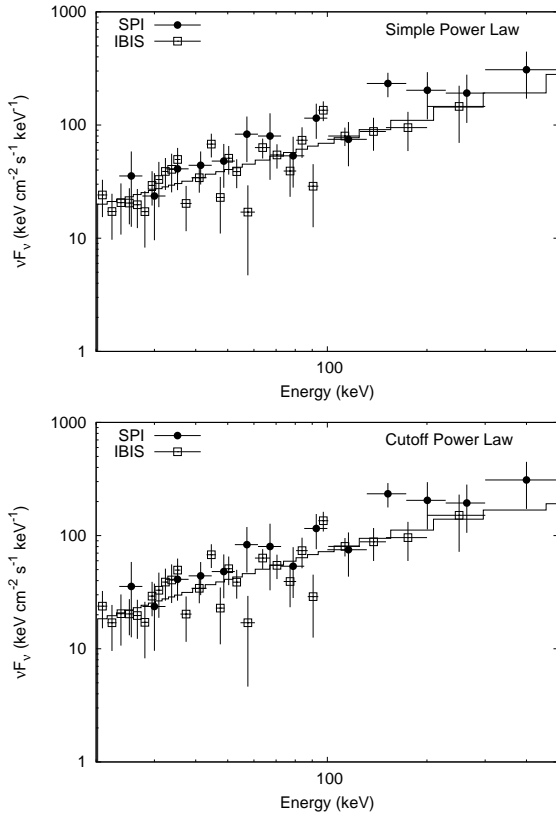 1000
SPI
Simple Power Law
IBIS
100
10
1
νFν (keV cm-2 s-1 keV-1)
100
Energy (keV)
1000
SPI
Cutoff Power Law
IBIS
100
10
1
νFν (keV cm-2 s-1 keV-1)
100
Energy (keV)